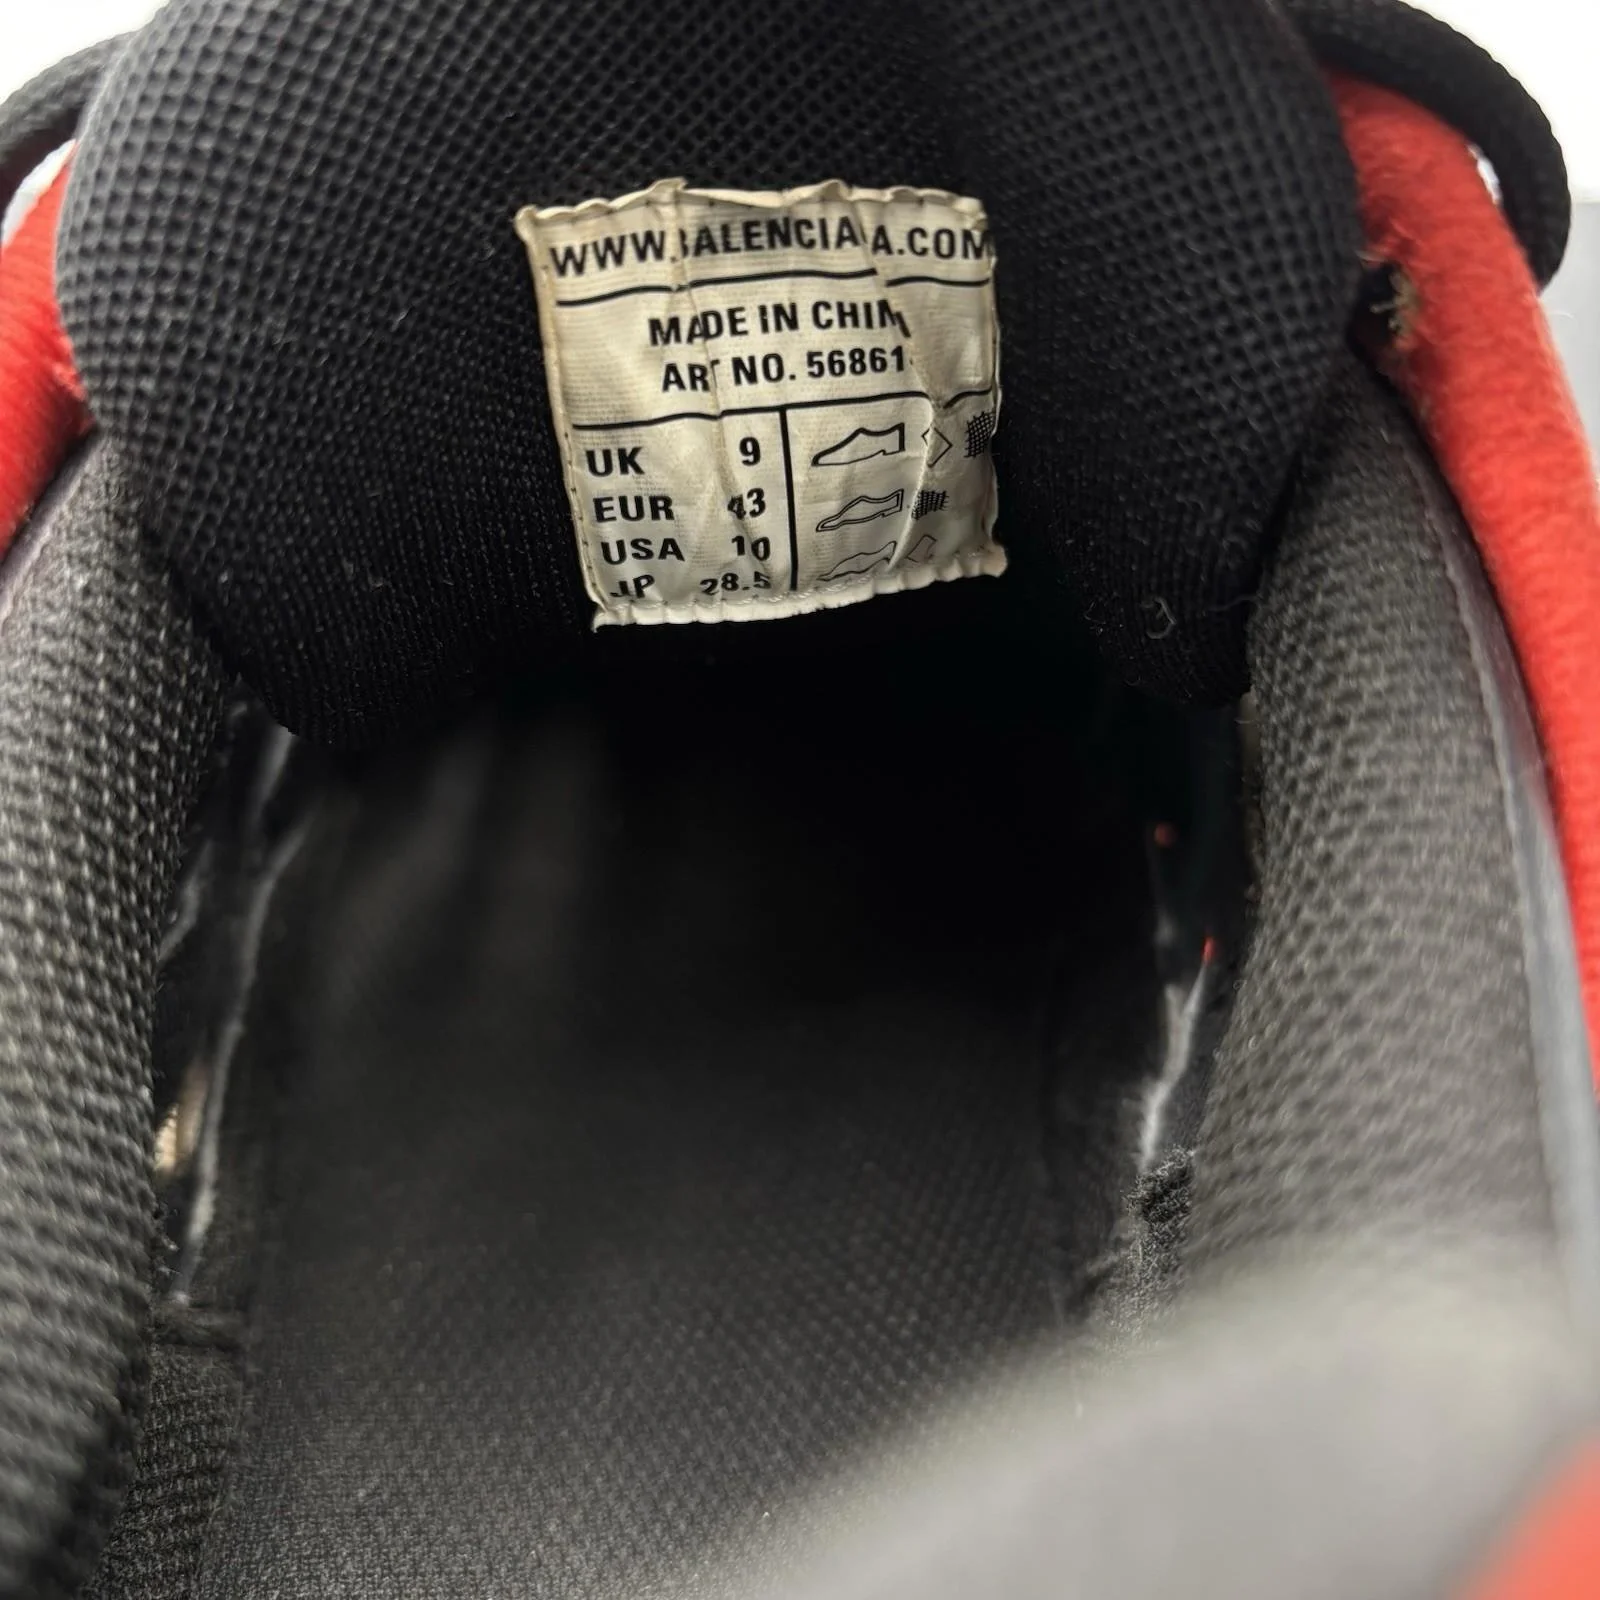 WWW.BALENCIAGA.COM
MADE IN CHINA
ART NO. 56861
UK 9
EUR 43
USA 10
JP 28.5